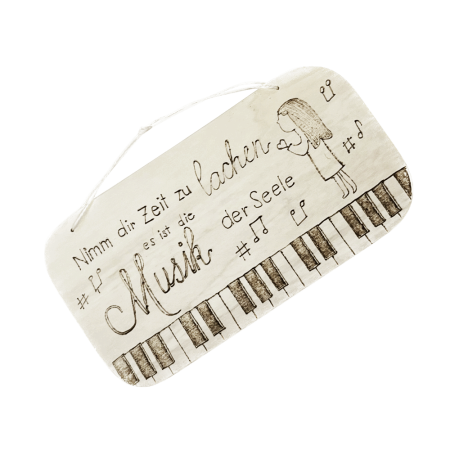 Nimm dir Zeit zu lachen
es ist die
Musik der Seele